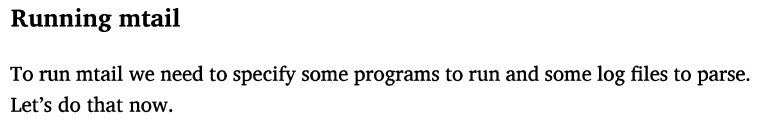 Running mtail
To run mtail we need to specify some programs to run and some log files to parse.
Let’s do that now.